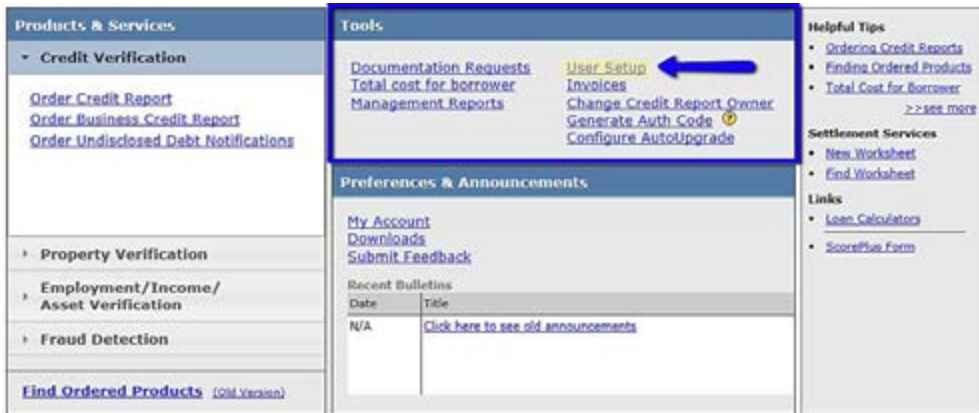 Products & Services
Credit Verification
Order Credit Report
Order Business Credit Report
Order Undisclosed Debt Notifications
Property Verification
Employment/Income/
Asset Verification
Fraud Detection
Find Ordered Products (Old Version)
Tools
Documentation Requests
Total cost for borrower
Management Reports
User Setup
Invoices
Change Credit Report Owner
Generate Auth Code ?
Configure AutoUpgrade
Preferences & Announcements
My Account
Downloads
Submit Feedback
Recent Bulletins
Date Title
N/A Click here to see old announcements
Helpful Tips
Ordering Credit Reports
Finding Ordered Products
Total Cost for Borrower
>>see more
Settlement Services
New Worksheet
Find Worksheet
Links
Loan Calculators
ScorePlus Form